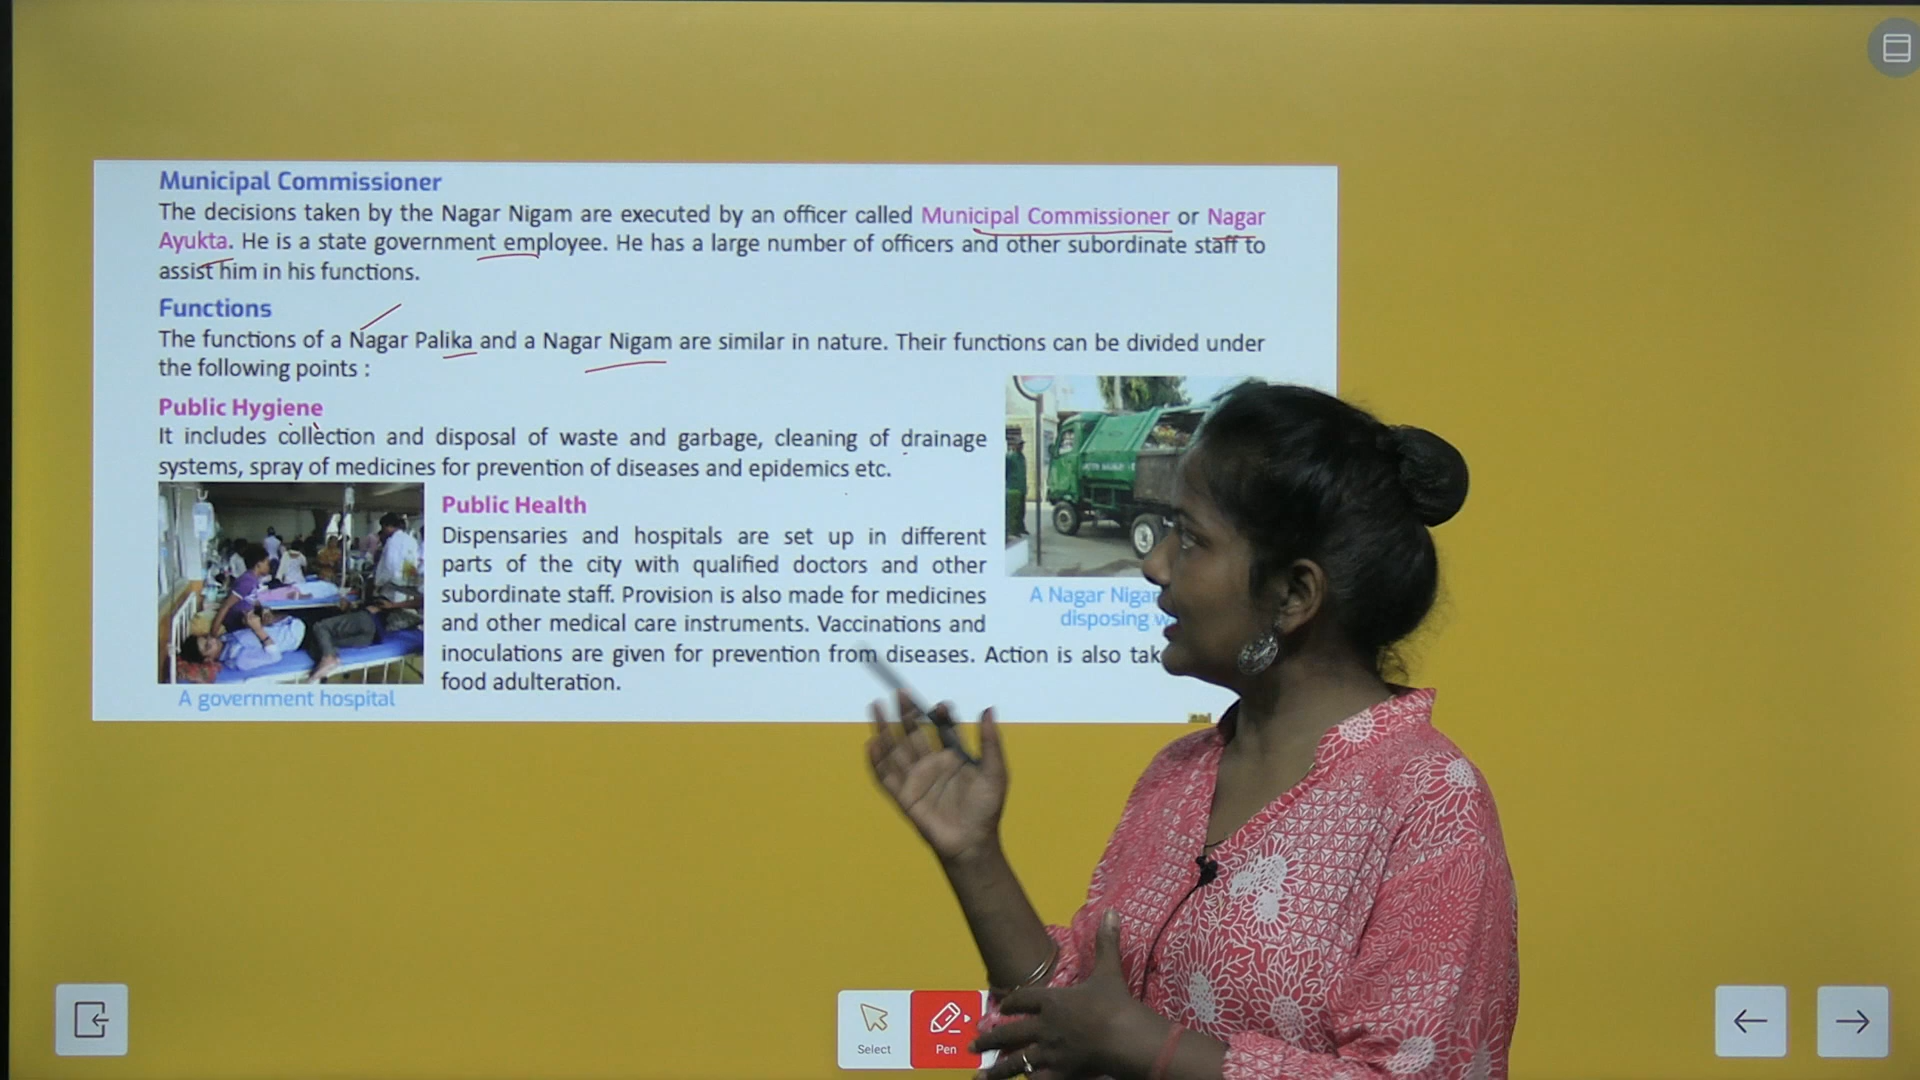 Municipal Commissioner
The decisions taken by the Nagar Nigam are executed by an officer called Municipal Commissioner or Nagar
Ayukta. He is a state government employee. He has a large number of officers and other subordinate staff to
assist him in his functions.
Functions
The functions of a Nagar Palika and a Nagar Nigam are similar in nature. Their functions can be divided under
the following points :
Public Hygiene
It includes collection and disposal of waste and garbage, cleaning of drainage
systems, spray of medicines for prevention of diseases and epidemics etc.
Public Health
Dispensaries and hospitals are set up in different
parts of the city with qualified doctors and other
subordinate staff. Provision is also made for medicines
and other medical care instruments. Vaccinations and
inoculations are given for prevention from diseases. Action is also
food adulteration.
A government hospital
A Nagar
disposing
Select
Pen